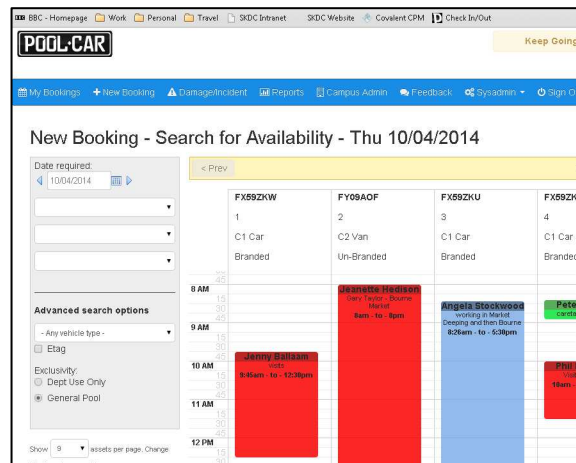 BBC - Homepage Work Personal Travel SKDC Intranet SKDC Website Covalent CPM Check In/Out
POOL·CAR
Keep Going
My Bookings New Booking Damage/Incident Reports Campus Admin Feedback Sysadmin Sign O
New Booking - Search for Availability - Thu 10/04/2014
Date required:
10/04/2014
< Prev
FX59ZKW FY09AOF FX59ZKU FX59ZK
1 2 3 4
C1 Car C2 Van C1 Car C1 Car
Branded Un-Branded Branded Branded
Advanced search options
- Any vehicle type -
Etag
Exclusivity:
Dept Use Only
General Pool
Show 9 assets per page. Change
45
8 AM
15
30
45
9 AM
15
30
45
10 AM
15
30
45
11 AM
15
30
45
12 PM
15
Jenny Ballaam
visits
9:45am - to - 12:30pm
Jeanette Hedison
Gary Taylor - Bourne
Market
8am - to - 8pm
Angela Stockwood
working in Market
Deeping and then Bourne
8:26am - to - 5:30pm
Pete
Phil
Visit
10am -